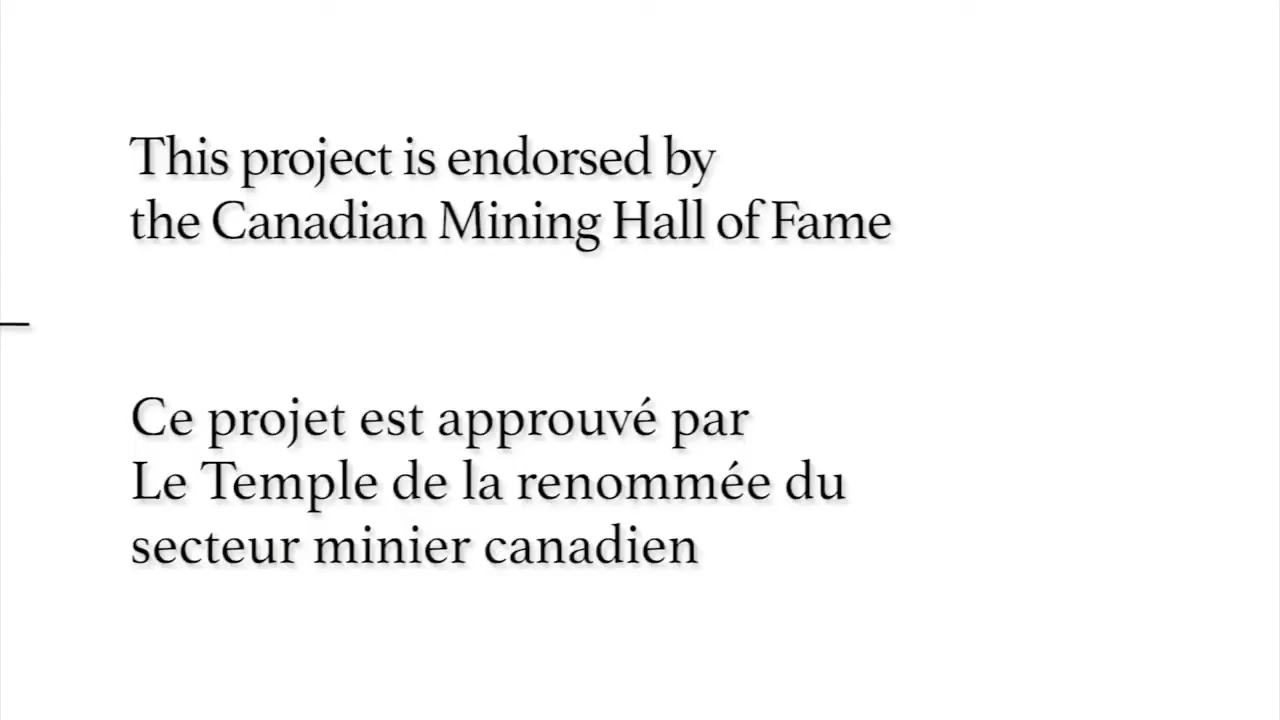 This project is endorsed by
the Canadian Mining Hall of Fame
Ce projet est approuvé par
Le Temple de la renommée du
secteur minier canadien